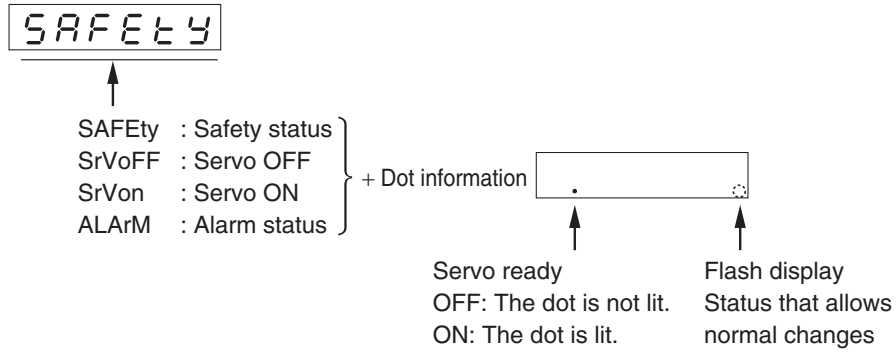 SAFEty
SAFEty : Safety status
SrVoFF : Servo OFF
SrVon : Servo ON
ALArM : Alarm status
+ Dot information
Servo ready
OFF: The dot is not lit.
ON: The dot is lit.
Flash display
Status that allows
normal changes